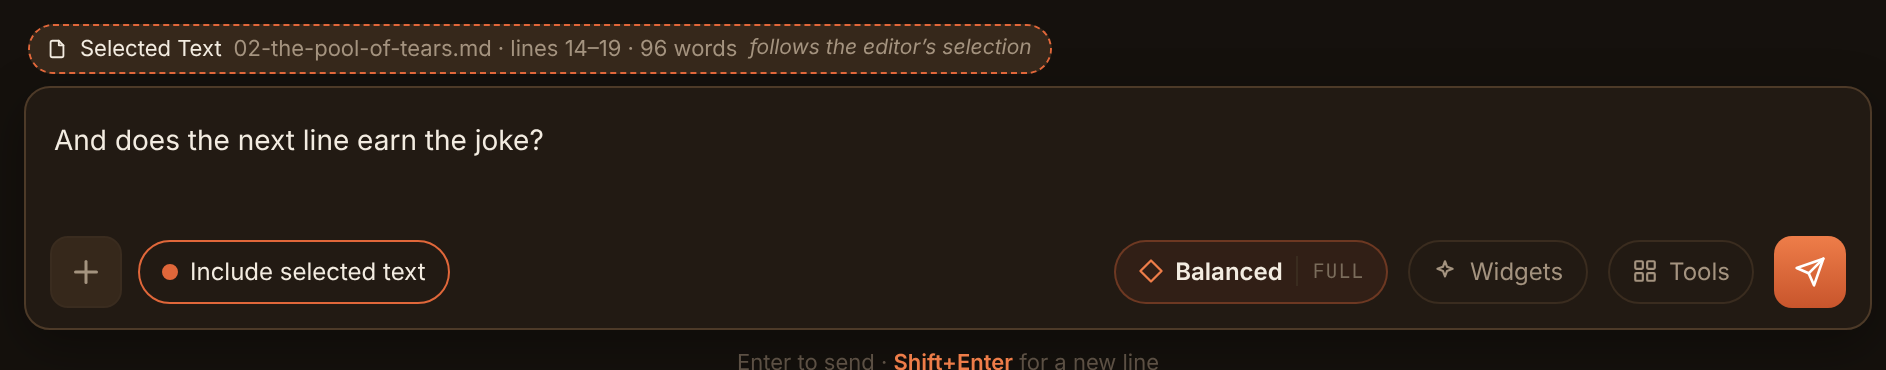 Selected Text 02-the-pool-of-tears.md · lines 14–19 · 96 words follows the editor’s selection
And does the next line earn the joke?
Include selected text Balanced FULL Widgets Tools
Enter to send · Shift+Enter for a new line